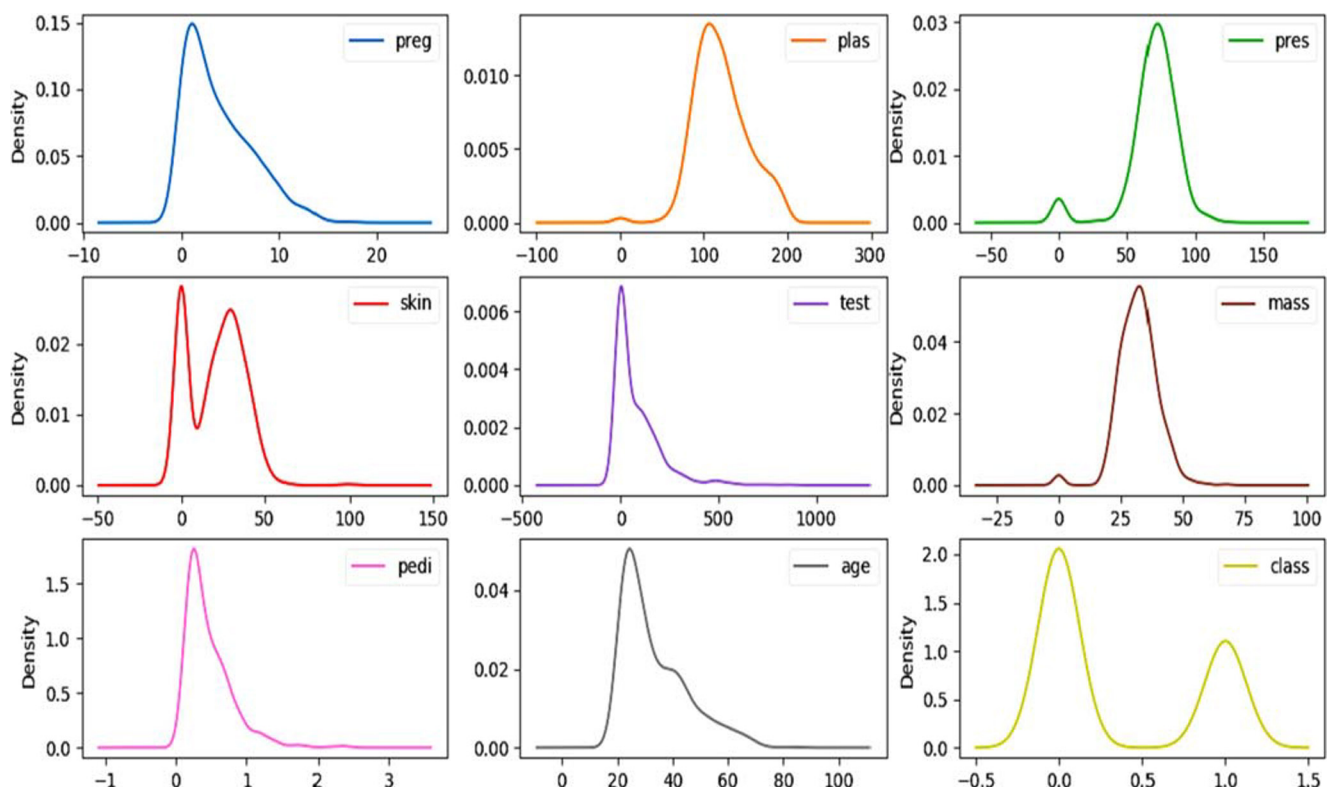 preg
Density
0.15
0.10
0.05
0.00
−10 0 10 20
plas
0.010
0.005
0.000
−100 0 100 200 300
pres
Density
0.03
0.02
0.01
0.00
−50 0 50 100 150
skin
Density
0.02
0.01
0.00
−50 0 50 100 150
test
0.006
0.004
0.002
0.000
−500 0 500 1000
mass
Density
0.04
0.02
0.00
−25 0 25 50 75 100
pedi
Density
1.5
1.0
0.5
0.0
−1 0 1 2 3
age
0.04
0.02
0.00
0 20 40 60 80 100
class
Density
2.0
1.5
1.0
0.5
0.0
−0.5 0.0 0.5 1.0 1.5